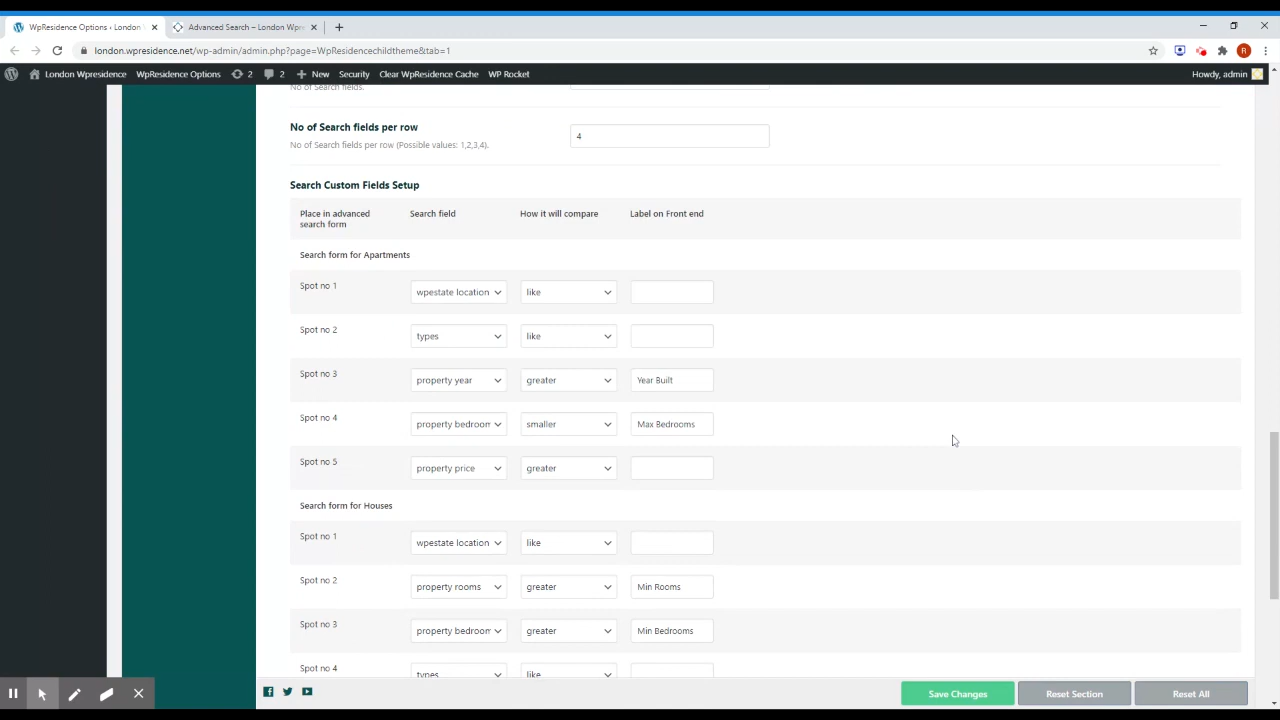 WpResidence Options ‹ London
Advanced Search – London Wpre
london.wpresidence.net/wp-admin/admin.php?page=WpResidencechildtheme&tab=1
R
London Wpresidence
WpResidence Options
2
2
New
Security
Clear WpResidence Cache
WP Rocket
Howdy, admin
No of Search fields.
No of Search fields per row
No of Search fields per row (Possible values: 1,2,3,4).
4
Search Custom Fields Setup
Place in advanced search form
Search field
How it will compare
Label on Front end
Search form for Apartments
Spot no 1
wpestate location
like
Spot no 2
types
like
Spot no 3
property year
greater
Year Built
Spot no 4
property bedroom
smaller
Max Bedrooms
Spot no 5
property price
greater
Search form for Houses
Spot no 1
wpestate location
like
Spot no 2
property rooms
greater
Min Rooms
Spot no 3
property bedroom
greater
Min Bedrooms
Spot no 4
types
like
Save Changes
Reset Section
Reset All